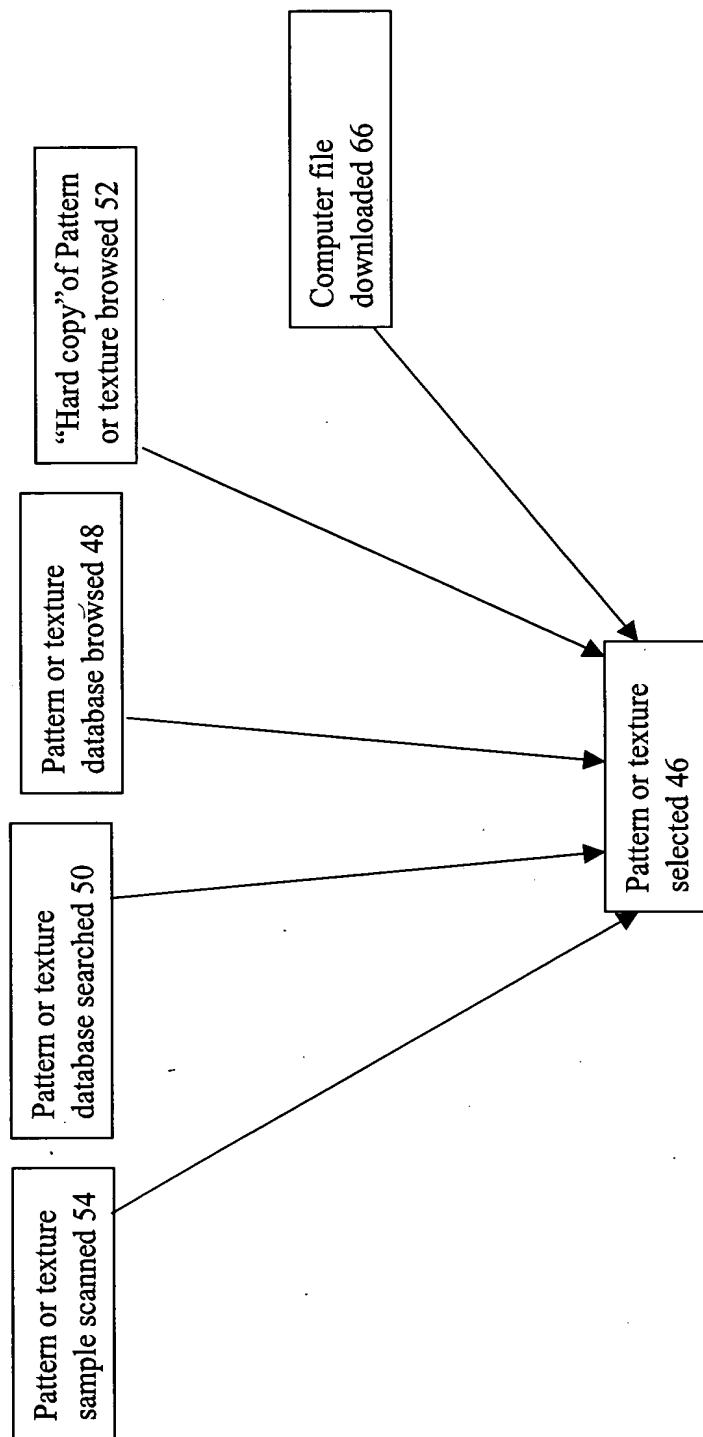 Pattern or texture
sample scanned 54
Pattern or texture
database searched 50
Pattern or texture
database browsed 48
“Hard copy”of Pattern
or texture browsed 52
Computer file
downloaded 66
Pattern or texture
selected 46